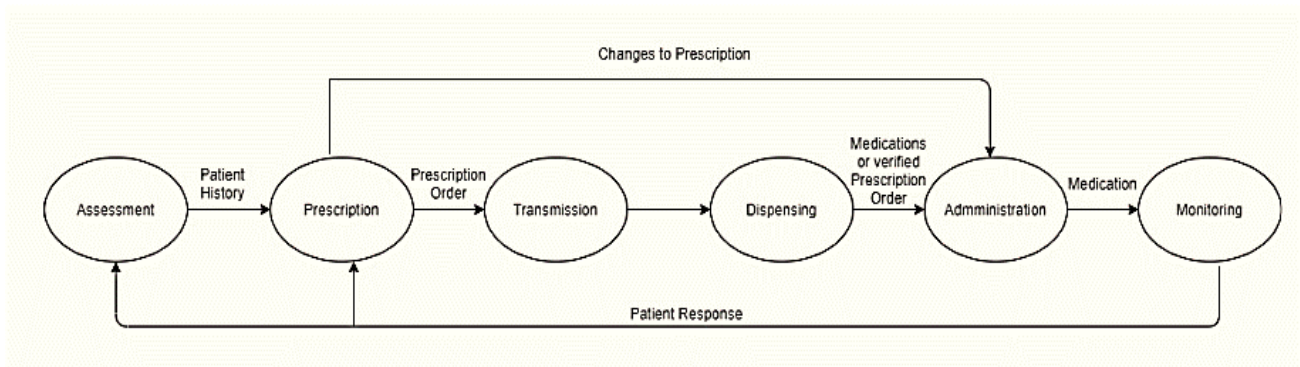 Changes to Prescription
Patient
History
Prescription
Order
Medications
or verified
Prescription
Order
Medication
Assessment
Prescription
Transmission
Dispensing
Admministration
Monitoring
Patient Response